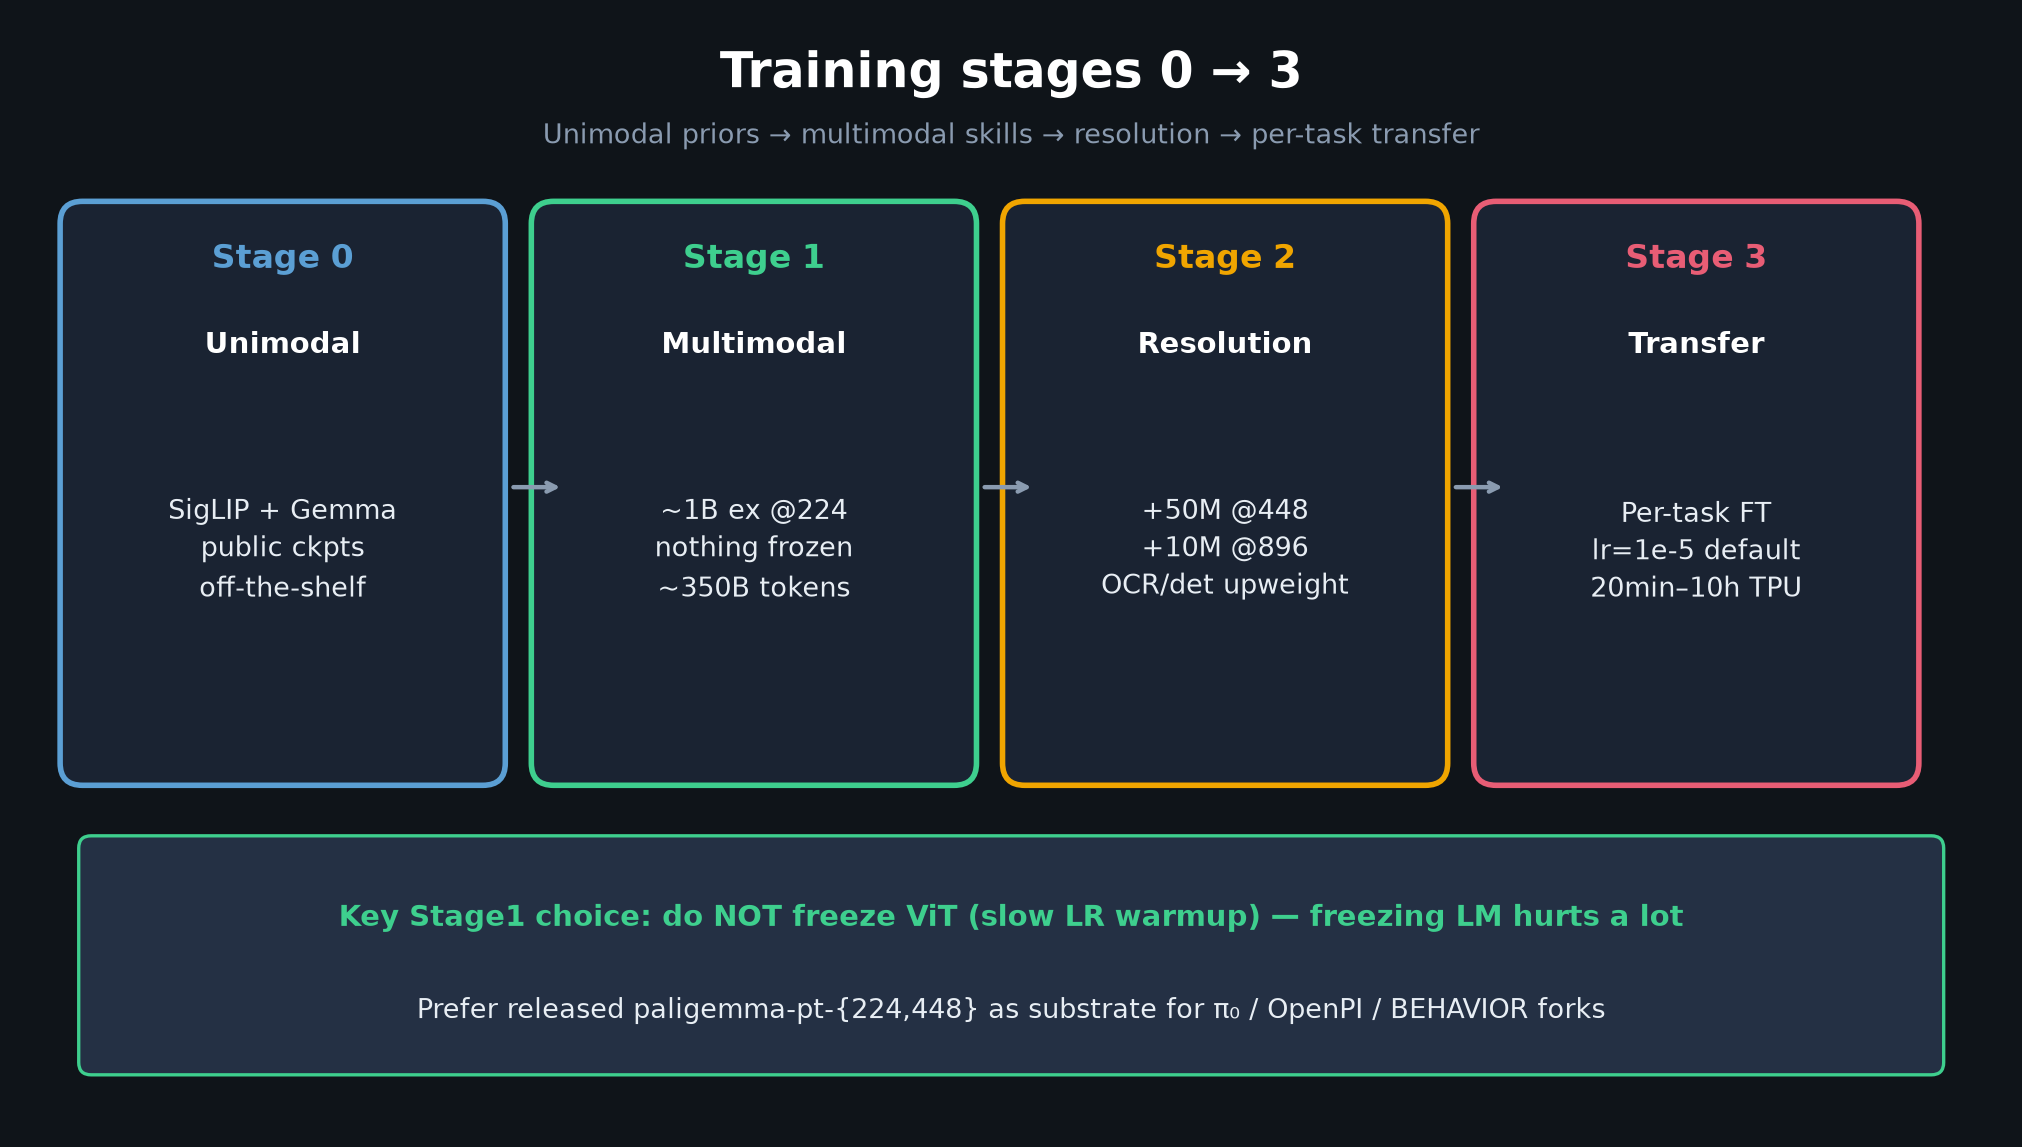 Training stages 0 → 3
Unimodal priors → multimodal skills → resolution → per-task transfer
Stage 0
Unimodal
SigLIP + Gemma
public ckpts
off-the-shelf
Stage 1
Multimodal
~1B ex @224
nothing frozen
~350B tokens
Stage 2
Resolution
+50M @448
+10M @896
OCR/det upweight
Stage 3
Transfer
Per-task FT
lr=1e-5 default
20min–10h TPU
Key Stage1 choice: do NOT freeze ViT (slow LR warmup) — freezing LM hurts a lot
Prefer released paligemma-pt-{224,448} as substrate for π₀ / OpenPI / BEHAVIOR forks